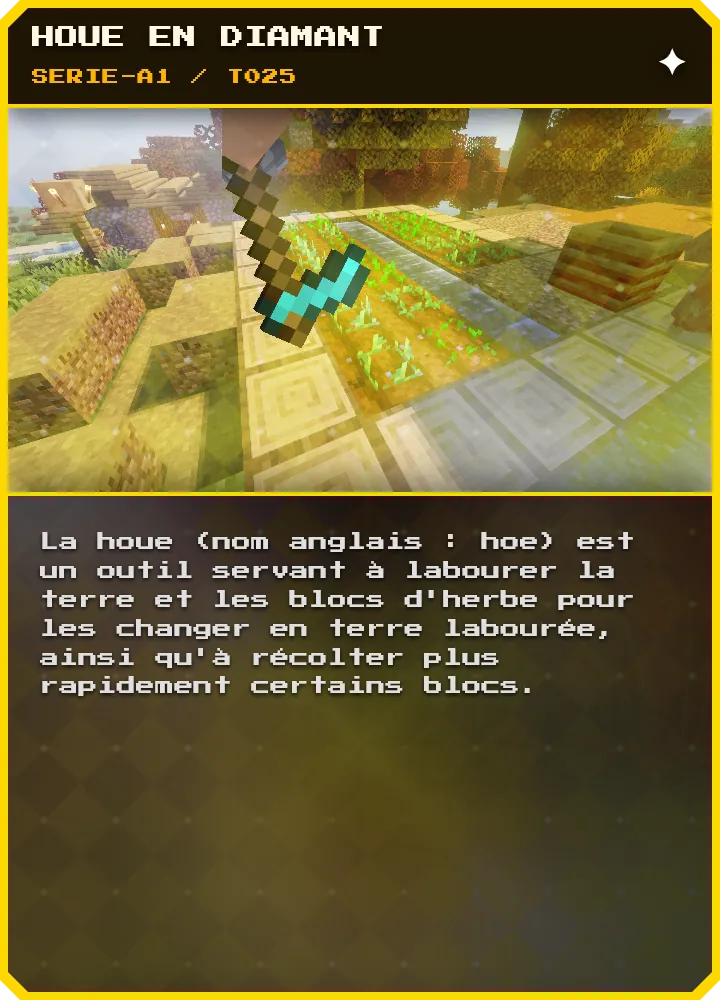 HOUE EN DIAMANT
SERIE-A1 / T025
La houe (nom anglais : hoe) est
un outil servant à labourer la
terre et les blocs d'herbe pour
les changer en terre labourée,
ainsi qu'à récolter plus
rapidement certains blocs.